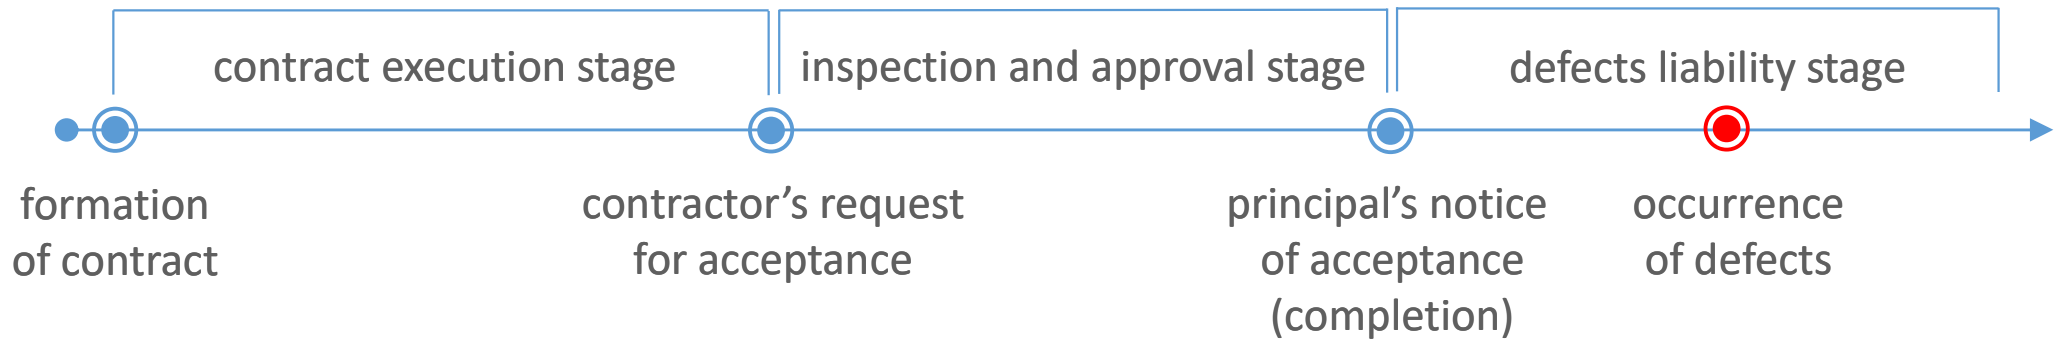 contract execution stage
inspection and approval stage
defects liability stage
formation
of contract
contractor’s request
for acceptance
principal’s notice
of acceptance
(completion)
occurrence
of defects